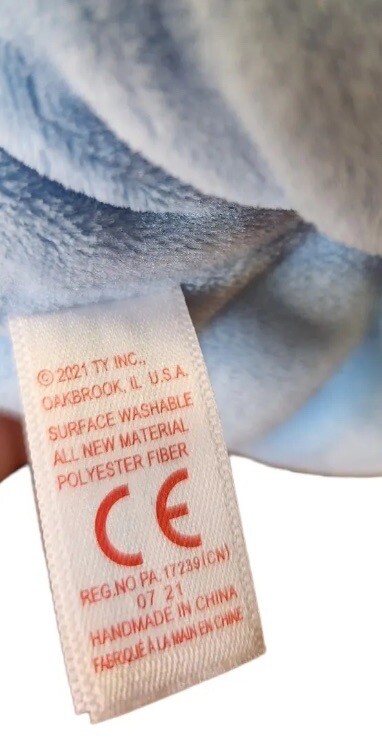 © 2021 TY INC.,
OAKBROOK, IL U.S.A.
SURFACE WASHABLE
ALL NEW MATERIAL
POLYESTER FIBER
CE
REG.NO PA. 17239(CN)
07 21
HANDMADE IN CHINA
FABRIQUÉ À LA MAIN EN CHINE